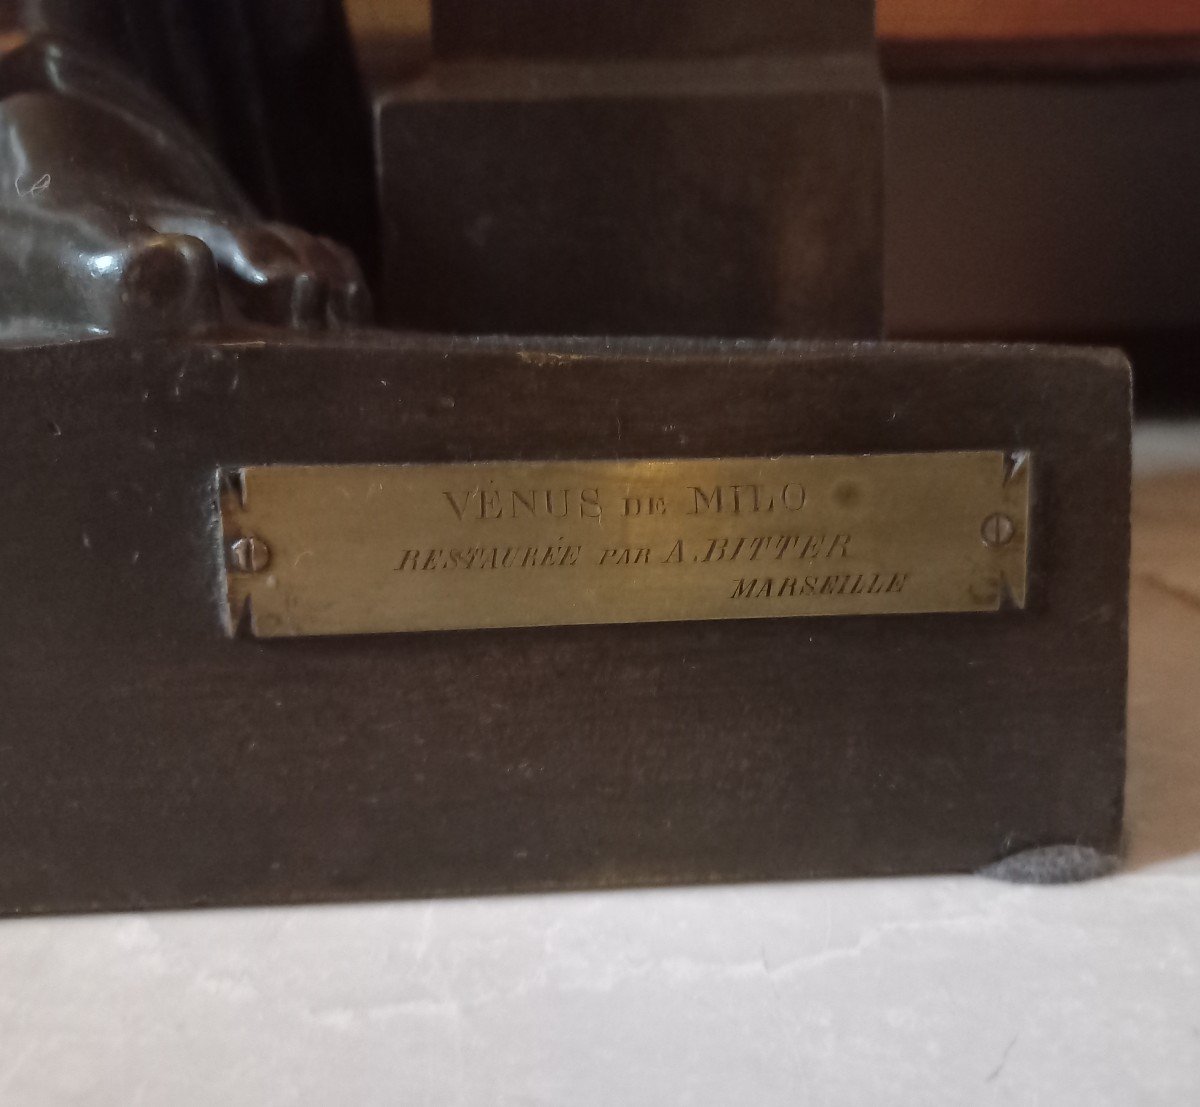 VÉNUS DE MILO
RESTAURÉE PAR A. BITTER
MARSEILLE